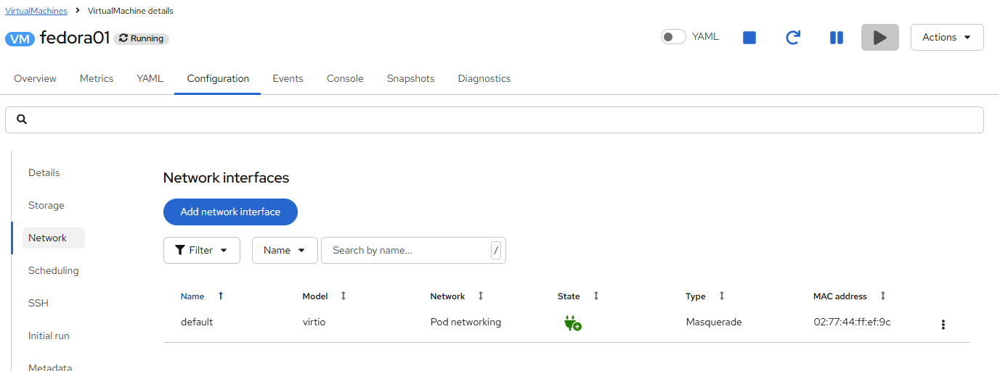 VirtualMachines > VirtualMachine details
VM fedora01 Running
YAML
Actions
Overview Metrics YAML Configuration Events Console Snapshots Diagnostics
Details
Storage
Network
Scheduling
SSH
Initial run
Metadata
Network interfaces
Add network interface
Filter Name Search by name... /
Name Model Network State Type MAC address
default virtio Pod networking Masquerade 02:77:44:ff:ef:9c